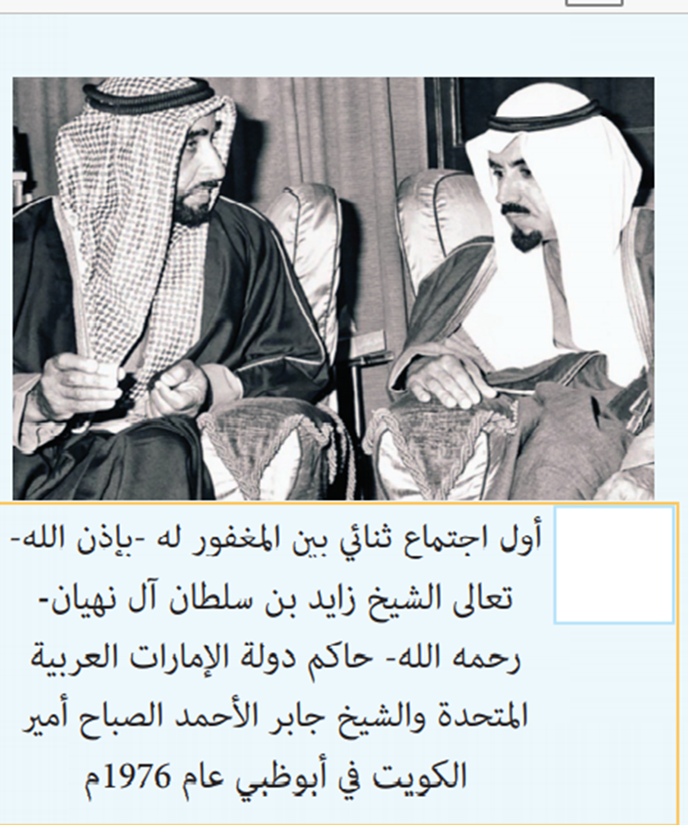 أول اجتماع ثنائي بين المغفور له -بإذن الله-
تعالى الشيخ زايد بن سلطان آل نهيان-
رحمه الله- حاكم دولة الإمارات العربية
المتحدة والشيخ جابر الأحمد الصباح أمير
الكويت في أبوظبي عام 1976م